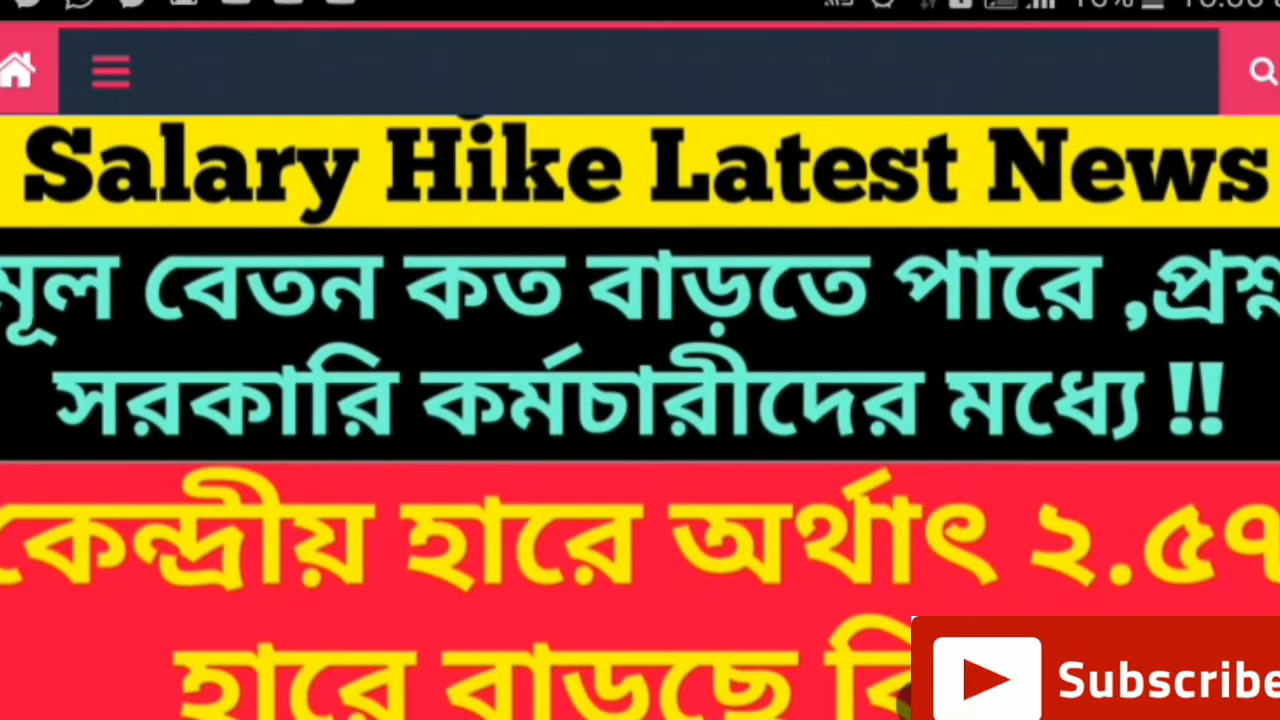 Salary Hike Latest News
মূল বেতন কত বাড়তে পারে ,প্রশ্ন
সরকারি কর্মচারীদের মধ্যে !!
কেন্দ্রীয় হারে অর্থাৎ ২.৫৭
হারে বাড়ছে
Subscribe